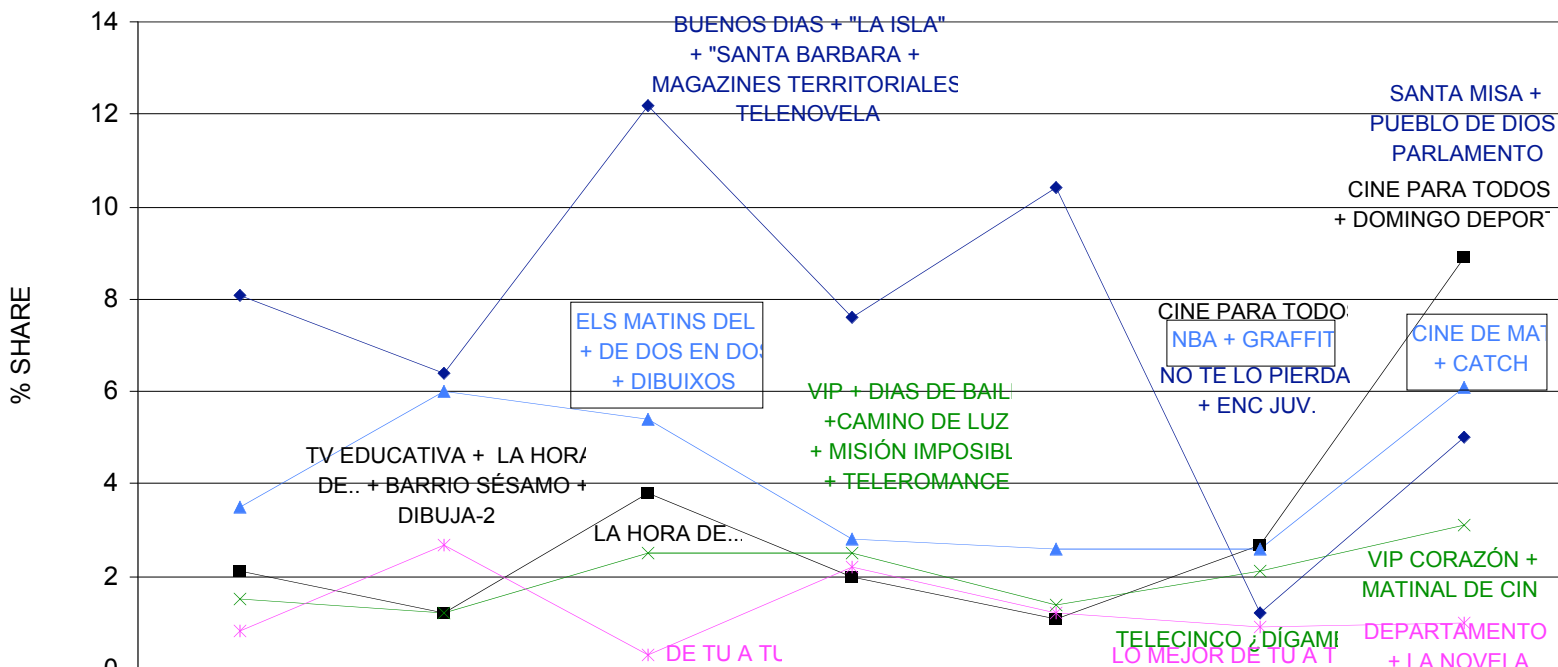 14
12
10
8
6
4
2
0
% SHARE
BUENOS DIAS + "LA ISLA"
+ "SANTA BARBARA +
MAGAZINES TERRITORIALES
TELENOVELA
SANTA MISA +
PUEBLO DE DIOS
PARLAMENTO
CINE PARA TODOS
+ DOMINGO DEPORT
ELS MATINS DEL
+ DE DOS EN DOS
+ DIBUIXOS
CINE PARA TODOS
NBA + GRAFFIT
NO TE LO PIERDA
+ ENC JUV.
CINE DE MAT
+ CATCH
VIP + DIAS DE BAIL
+CAMINO DE LUZ
+ MISIÓN IMPOSIBL
+ TELEROMANCE
TV EDUCATIVA + LA HORA
DE.. + BARRIO SÉSAMO +
DIBUJA-2
LA HORA DE...
VIP CORAZÓN +
MATINAL DE CIN
DE TU A TU
TELECINCO ¿DÍGAME
LO MEJOR DE TU A T
DEPARTAMENTO
+ LA NOVELA